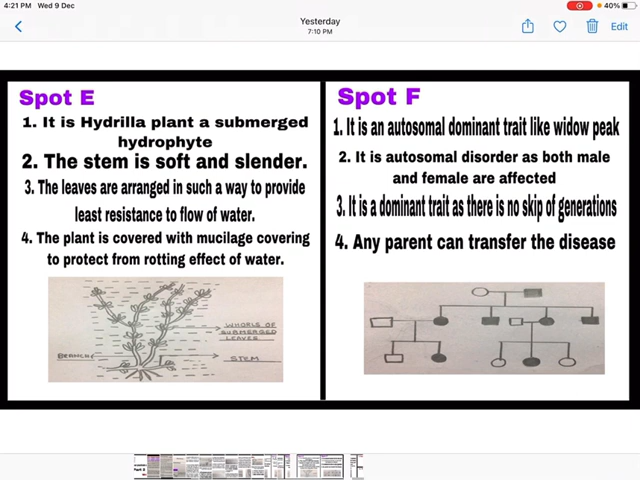 4:21 PM Wed 9 Dec
40%
Yesterday
7:10 PM
Edit
Spot E
1. It is Hydrilla plant a submerged
hydrophyte
2. The stem is soft and slender.
3. The leaves are arranged in such a way to provide
least resistance to flow of water.
4. The plant is covered with mucilage covering
to protect from rotting effect of water.
WHORLS OF
SUBMERGED
LEAVES
BRANCH
STEM
Spot F
1. It is an autosomal dominant trait like widow peak
2. It is autosomal disorder as both male
and female are affected
3. It is a dominant trait as there is no skip of generations
4. Any parent can transfer the disease